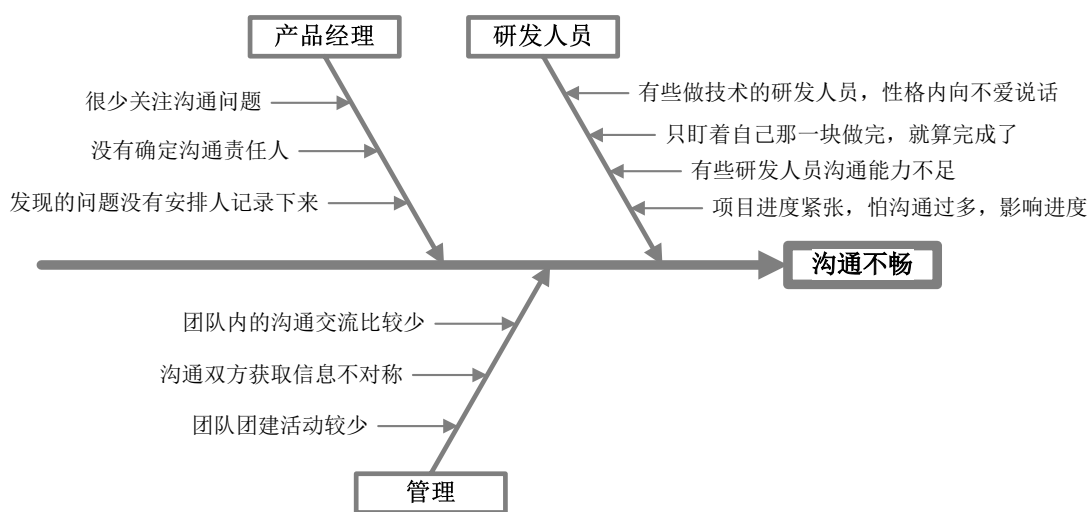 产品经理
研发人员
很少关注沟通问题
没有确定沟通责任人
发现的问题没有安排人记录下来
有些做技术的研发人员，性格内向不爱说话
只盯着自己那一块做完，就算完成了
有些研发人员沟通能力不足
项目进度紧张，怕沟通过多，影响进度
沟通不畅
团队内的沟通交流比较少
沟通双方获取信息不对称
团队团建活动较少
管理